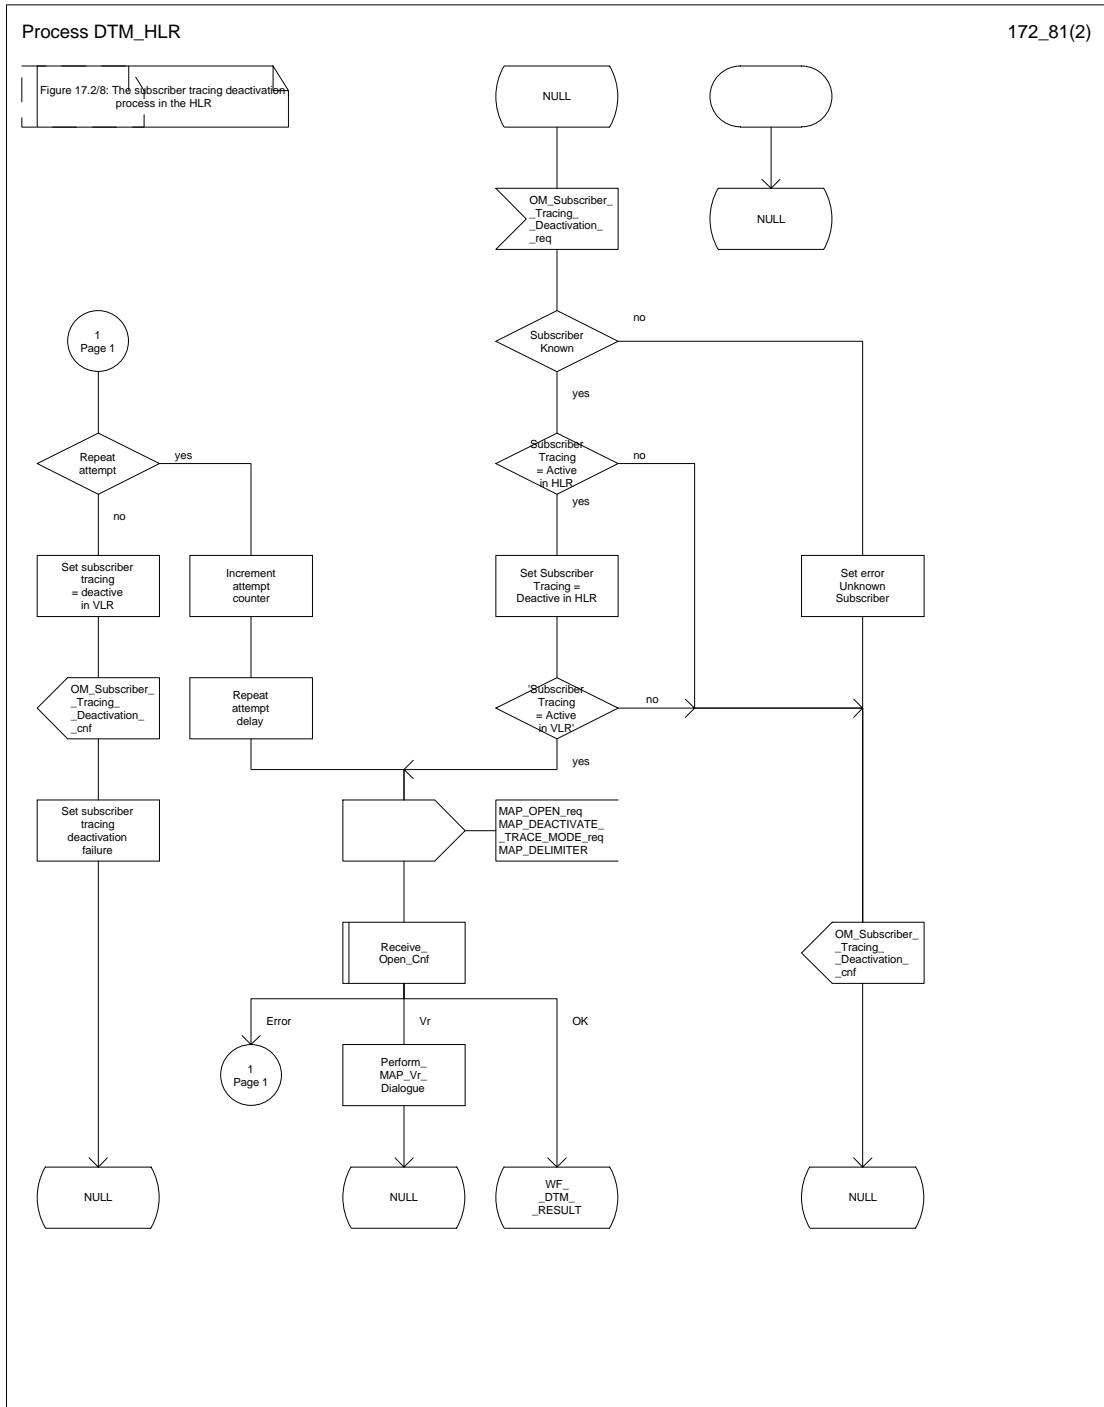 Process DTM_HLR
172_81(2)
Figure 17.2/8: The subscriber tracing deactivation
process in the HLR
NULL
OM_Subscriber_
_Tracing_
_Deactivation_
_req
NULL
1
Page 1
Subscriber
Known
no
yes
Repeat
attempt
yes
no
Subscriber
Tracing
= Active
in HLR
no
yes
Set subscriber
tracing
= deactive
in VLR
Increment
attempt
counter
Set Subscriber
Tracing =
Deactive in HLR
Set error
Unknown
Subscriber
OM_Subscriber_
_Tracing_
_Deactivation_
_cnf
Repeat
attempt
delay
'Subscriber
Tracing
= Active
in VLR'
no
yes
Set subscriber
tracing
deactivation
failure
MAP_OPEN_req
MAP_DEACTIVATE_
_TRACE_MODE_req
MAP_DELIMITER
Receive_
Open_Cnf
OM_Subscriber_
_Tracing_
_Deactivation_
_cnf
Error
Vr
OK
1
Page 1
Perform_
MAP_Vr_
Dialogue
NULL
NULL
WF_
_DTM_
_RESULT
NULL